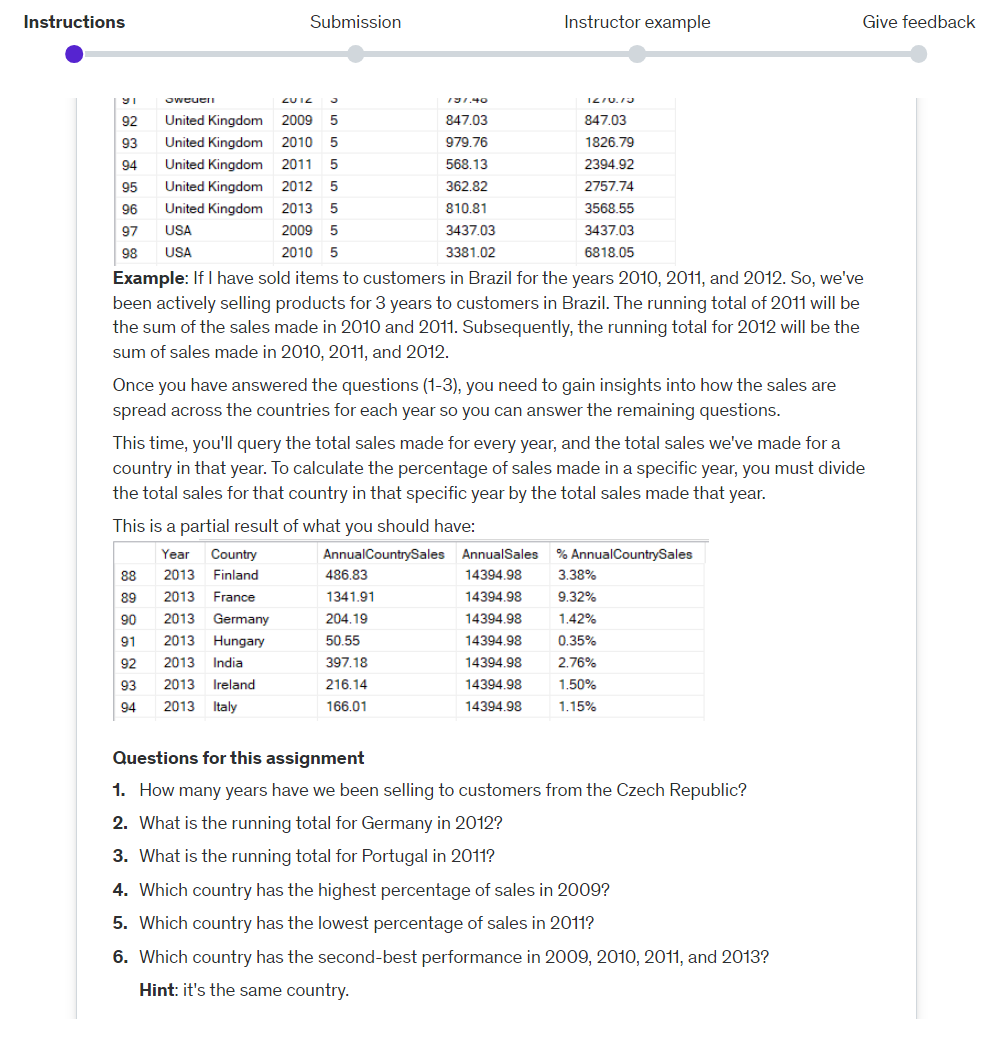 Instructions Submission Instructor example Give feedback
91 Sweden 2012 3 797.48 1276.75
92 United Kingdom 2009 5 847.03 847.03
93 United Kingdom 2010 5 979.76 1826.79
94 United Kingdom 2011 5 568.13 2394.92
95 United Kingdom 2012 5 362.82 2757.74
96 United Kingdom 2013 5 810.81 3568.55
97 USA 2009 5 3437.03 3437.03
98 USA 2010 5 3381.02 6818.05
Example: If I have sold items to customers in Brazil for the years 2010, 2011, and 2012. So, we've
been actively selling products for 3 years to customers in Brazil. The running total of 2011 will be
the sum of the sales made in 2010 and 2011. Subsequently, the running total for 2012 will be the
sum of sales made in 2010, 2011, and 2012.
Once you have answered the questions (1-3), you need to gain insights into how the sales are
spread across the countries for each year so you can answer the remaining questions.
This time, you'll query the total sales made for every year, and the total sales we've made for a
country in that year. To calculate the percentage of sales made in a specific year, you must divide
the total sales for that country in that specific year by the total sales made that year.
This is a partial result of what you should have:
Year Country AnnualCountrySales AnnualSales % AnnualCountrySales
88 2013 Finland 486.83 14394.98 3.38%
89 2013 France 1341.91 14394.98 9.32%
90 2013 Germany 204.19 14394.98 1.42%
91 2013 Hungary 50.55 14394.98 0.35%
92 2013 India 397.18 14394.98 2.76%
93 2013 Ireland 216.14 14394.98 1.50%
94 2013 Italy 166.01 14394.98 1.15%
Questions for this assignment
1. How many years have we been selling to customers from the Czech Republic?
2. What is the running total for Germany in 2012?
3. What is the running total for Portugal in 2011?
4. Which country has the highest percentage of sales in 2009?
5. Which country has the lowest percentage of sales in 2011?
6. Which country has the second-best performance in 2009, 2010, 2011, and 2013?
Hint: it's the same country.